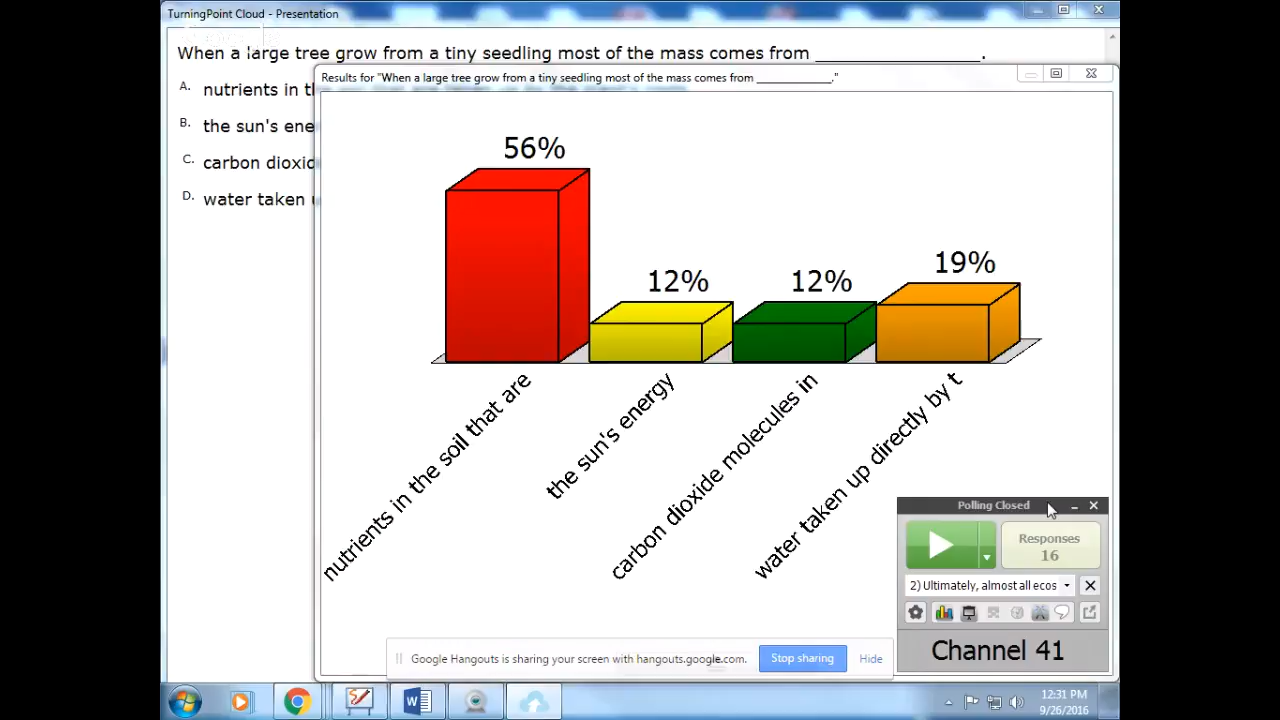 TurningPoint Cloud - Presentation
When a large tree grow from a tiny seedling most of the mass comes from _______________.
Results for "When a large tree grow from a tiny seedling most of the mass comes from ____________."
A. nutrients in th
B. the sun's ene
C. carbon dioxid
D. water taken u
56%
12%
12%
19%
nutrients in the soil that are
the sun's energy
carbon dioxide molecules in
water taken up directly by t
Polling Closed
Responses
16
2) Ultimately, almost all ecos
Channel 41
Google Hangouts is sharing your screen with hangouts.google.com.
Stop sharing
Hide
12:31 PM
9/26/2016